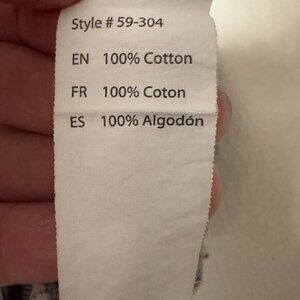 Style # 59-304
EN 100% Cotton
FR 100% Coton
ES 100% Algodón